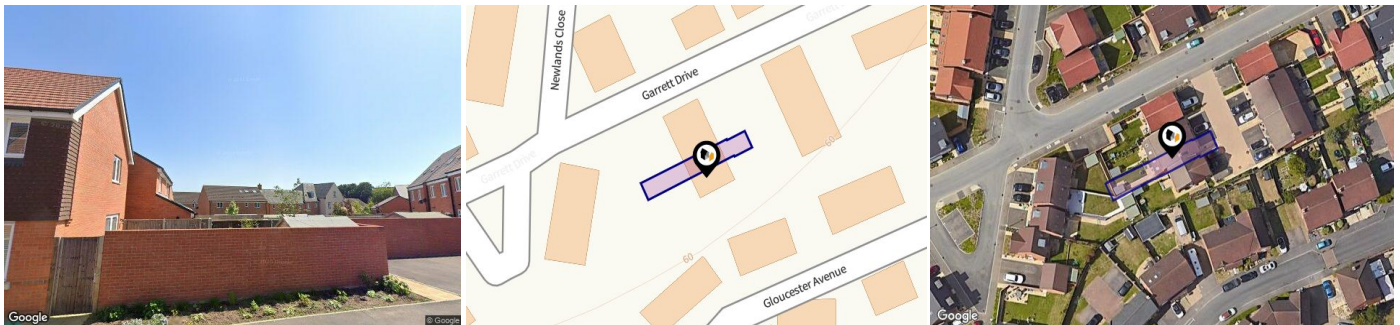 Google
© Google
Newlands Close
Garrett Drive
Garrett Drive
60
60
Gloucester Avenue
Google